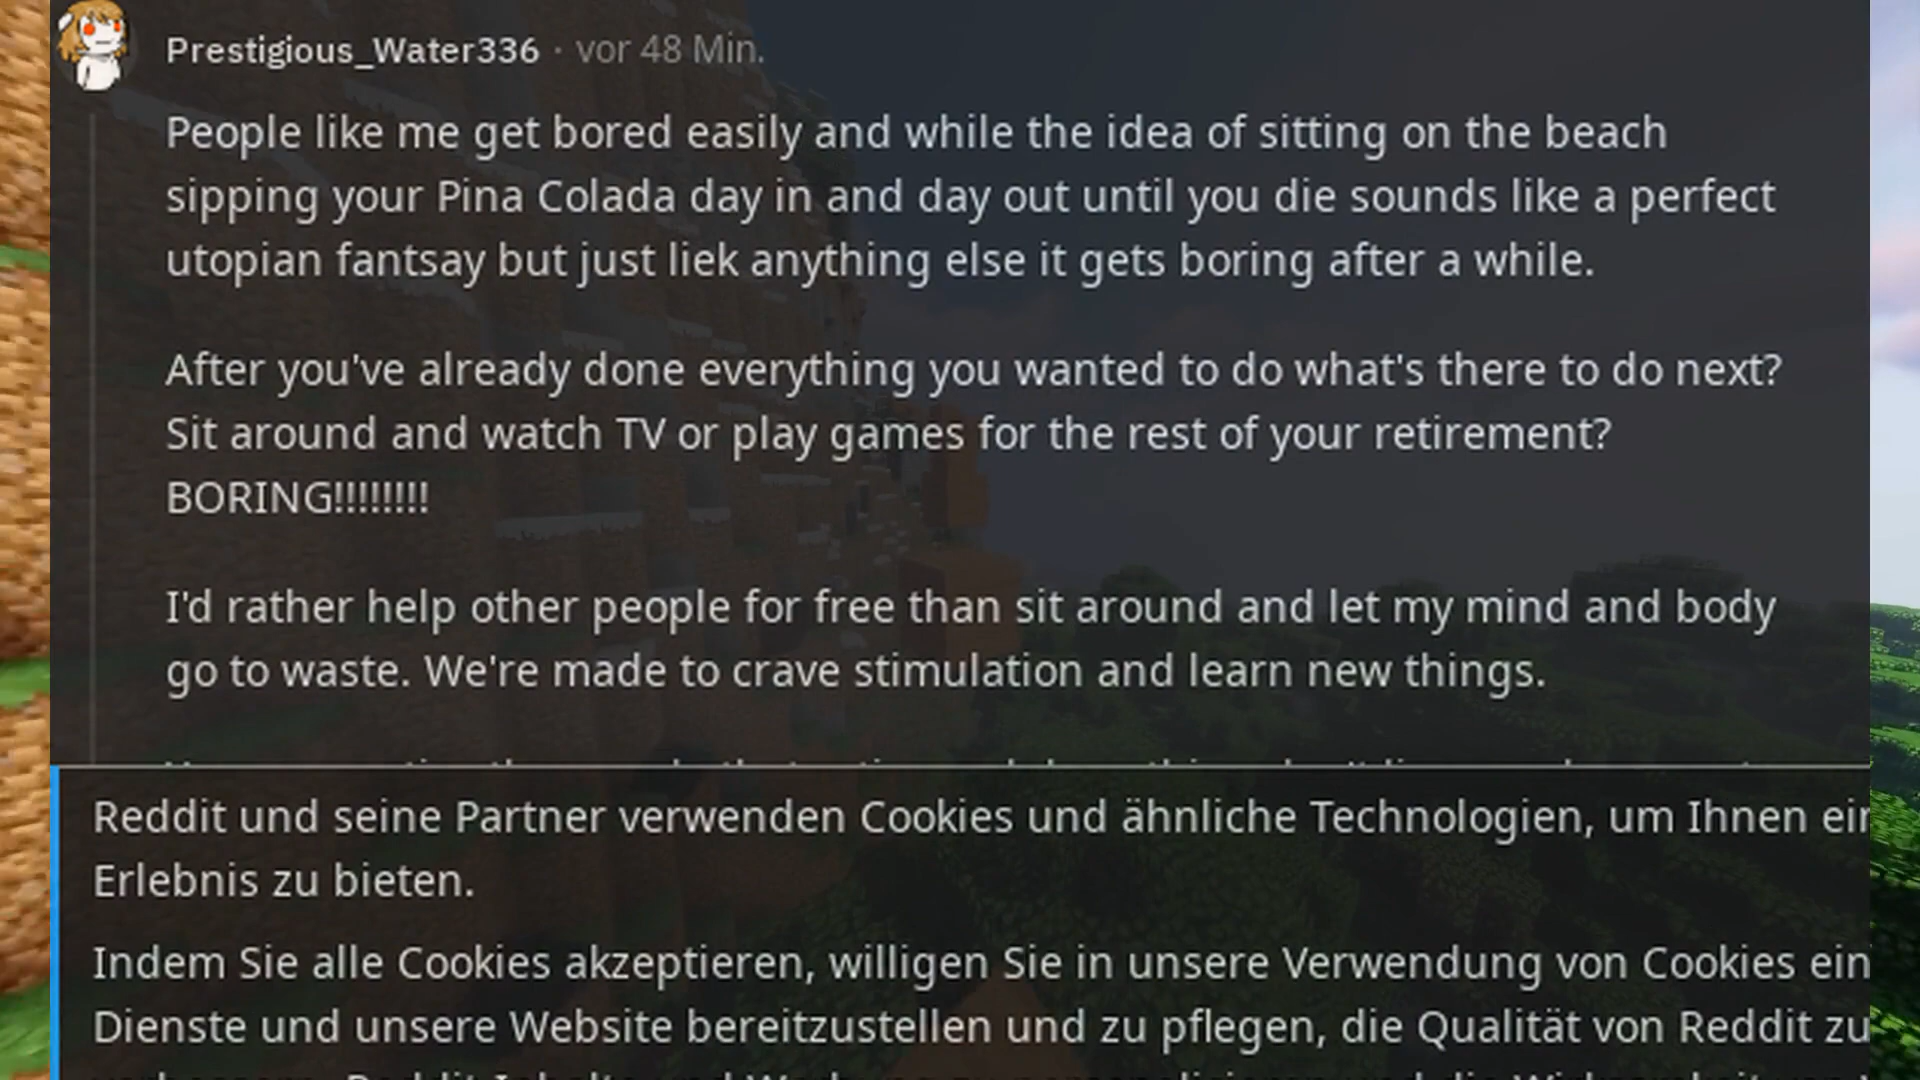 Prestigious_Water336 · vor 48 Min.
People like me get bored easily and while the idea of sitting on the beach
sipping your Pina Colada day in and day out until you die sounds like a perfect
utopian fantsay but just liek anything else it gets boring after a while.
After you've already done everything you wanted to do what's there to do next?
Sit around and watch TV or play games for the rest of your retirement?
BORING!!!!!!!!
I'd rather help other people for free than sit around and let my mind and body
go to waste. We're made to crave stimulation and learn new things.
Reddit und seine Partner verwenden Cookies und ähnliche Technologien, um Ihnen ein
Erlebnis zu bieten.
Indem Sie alle Cookies akzeptieren, willigen Sie in unsere Verwendung von Cookies ein
Dienste und unsere Website bereitzustellen und zu pflegen, die Qualität von Reddit zu